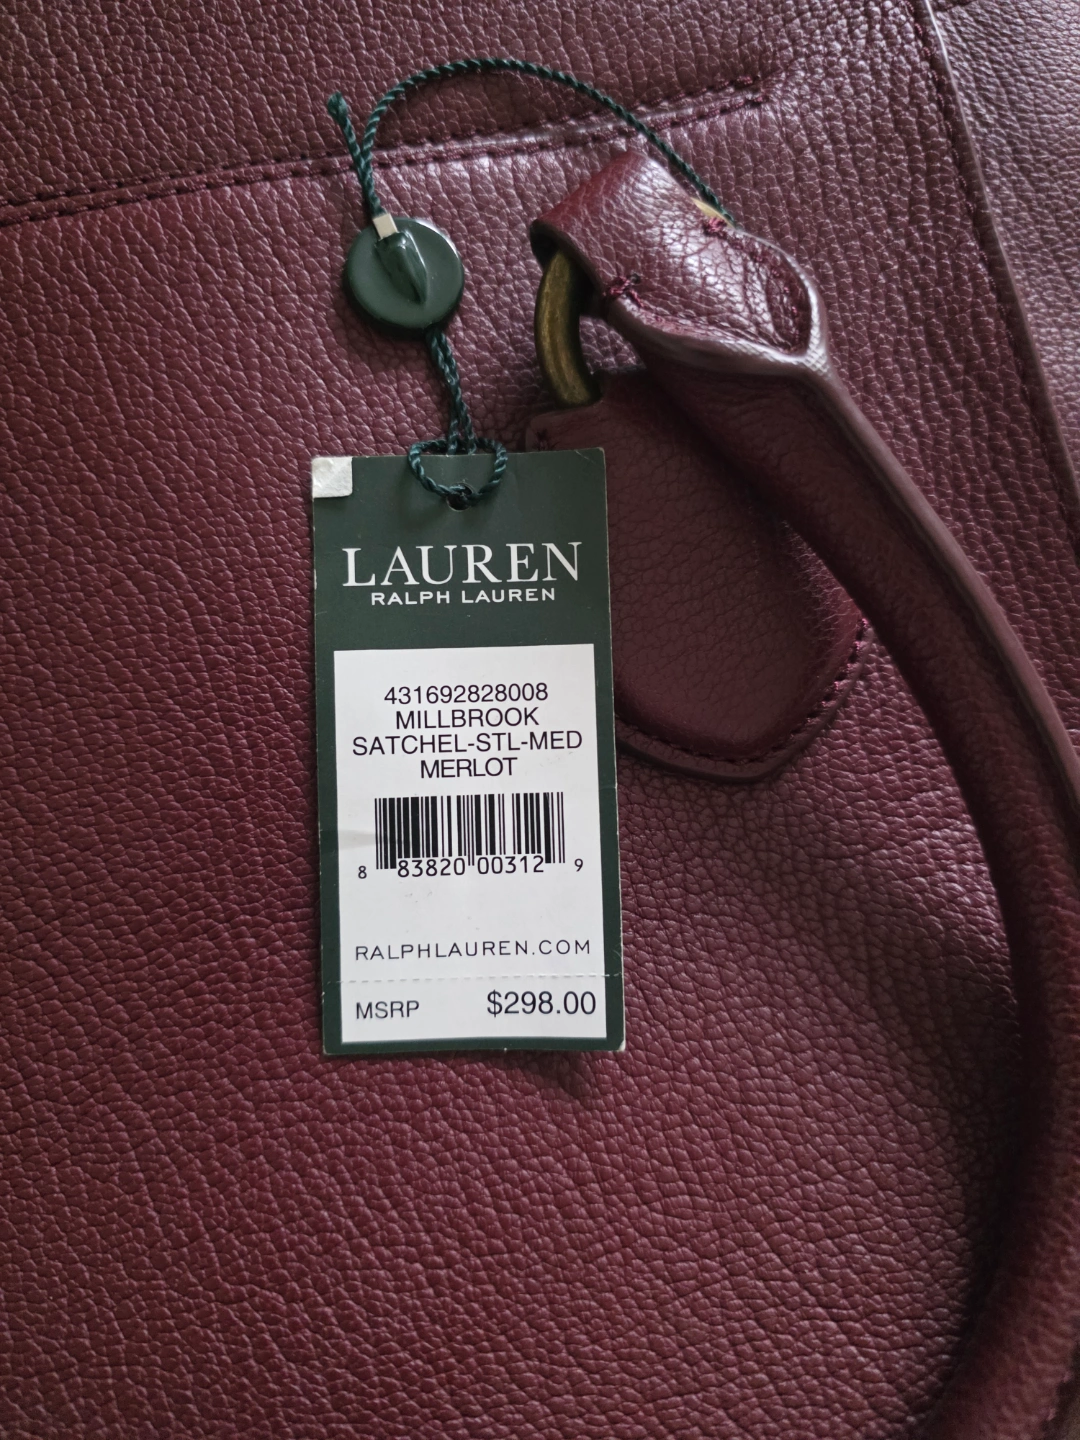 LAUREN
RALPH LAUREN
431692828008
MILLBROOK
SATCHEL-STL-MED
MERLOT
8 83820 00312 9
RALPHLAUREN.COM
MSRP $298.00